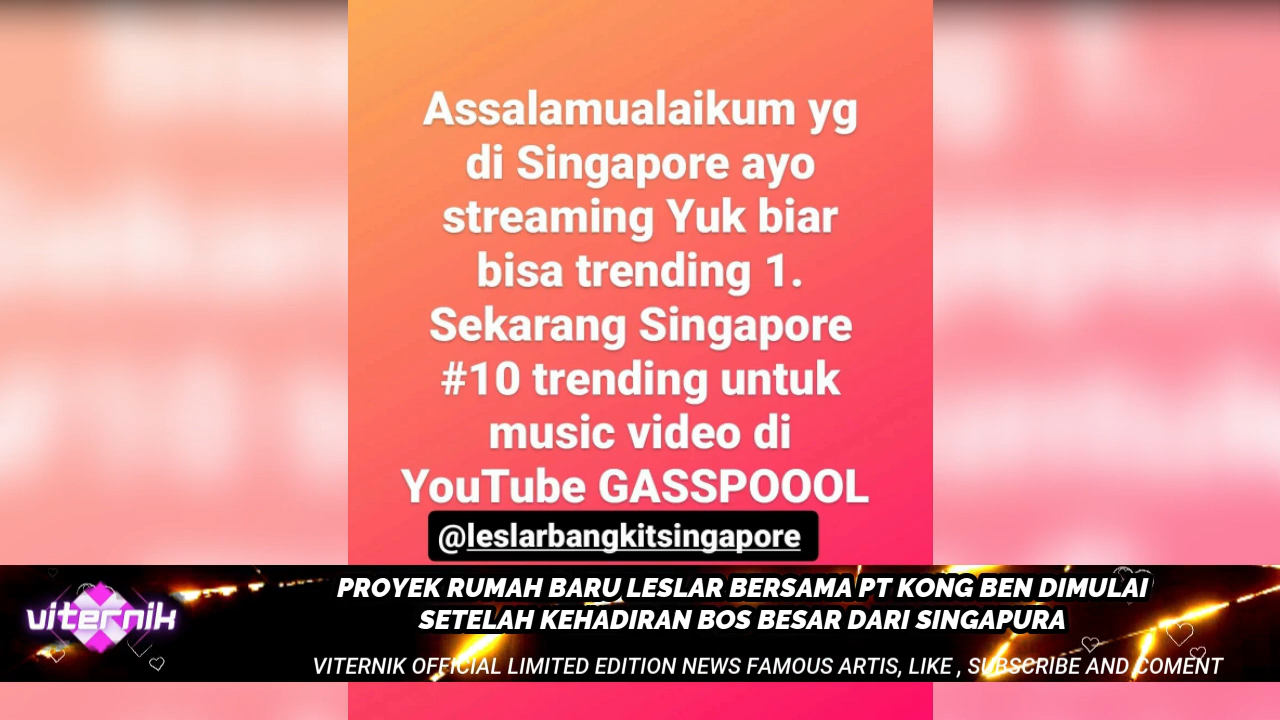 Assalamualaikum yg
di Singapore ayo
streaming Yuk biar
bisa trending 1.
Sekarang Singapore
#10 trending untuk
music video di
YouTube GASSPOOOL
@leslarbangkitsingapore
viternik
PROYEK RUMAH BARU LESLAR BERSAMA PT KONG BEN DIMULAI
SETELAH KEHADIRAN BOS BESAR DARI SINGAPURA
VITERNIK OFFICIAL LIMITED EDITION NEWS FAMOUS ARTIS, LIKE , SUBSCRIBE AND COMENT